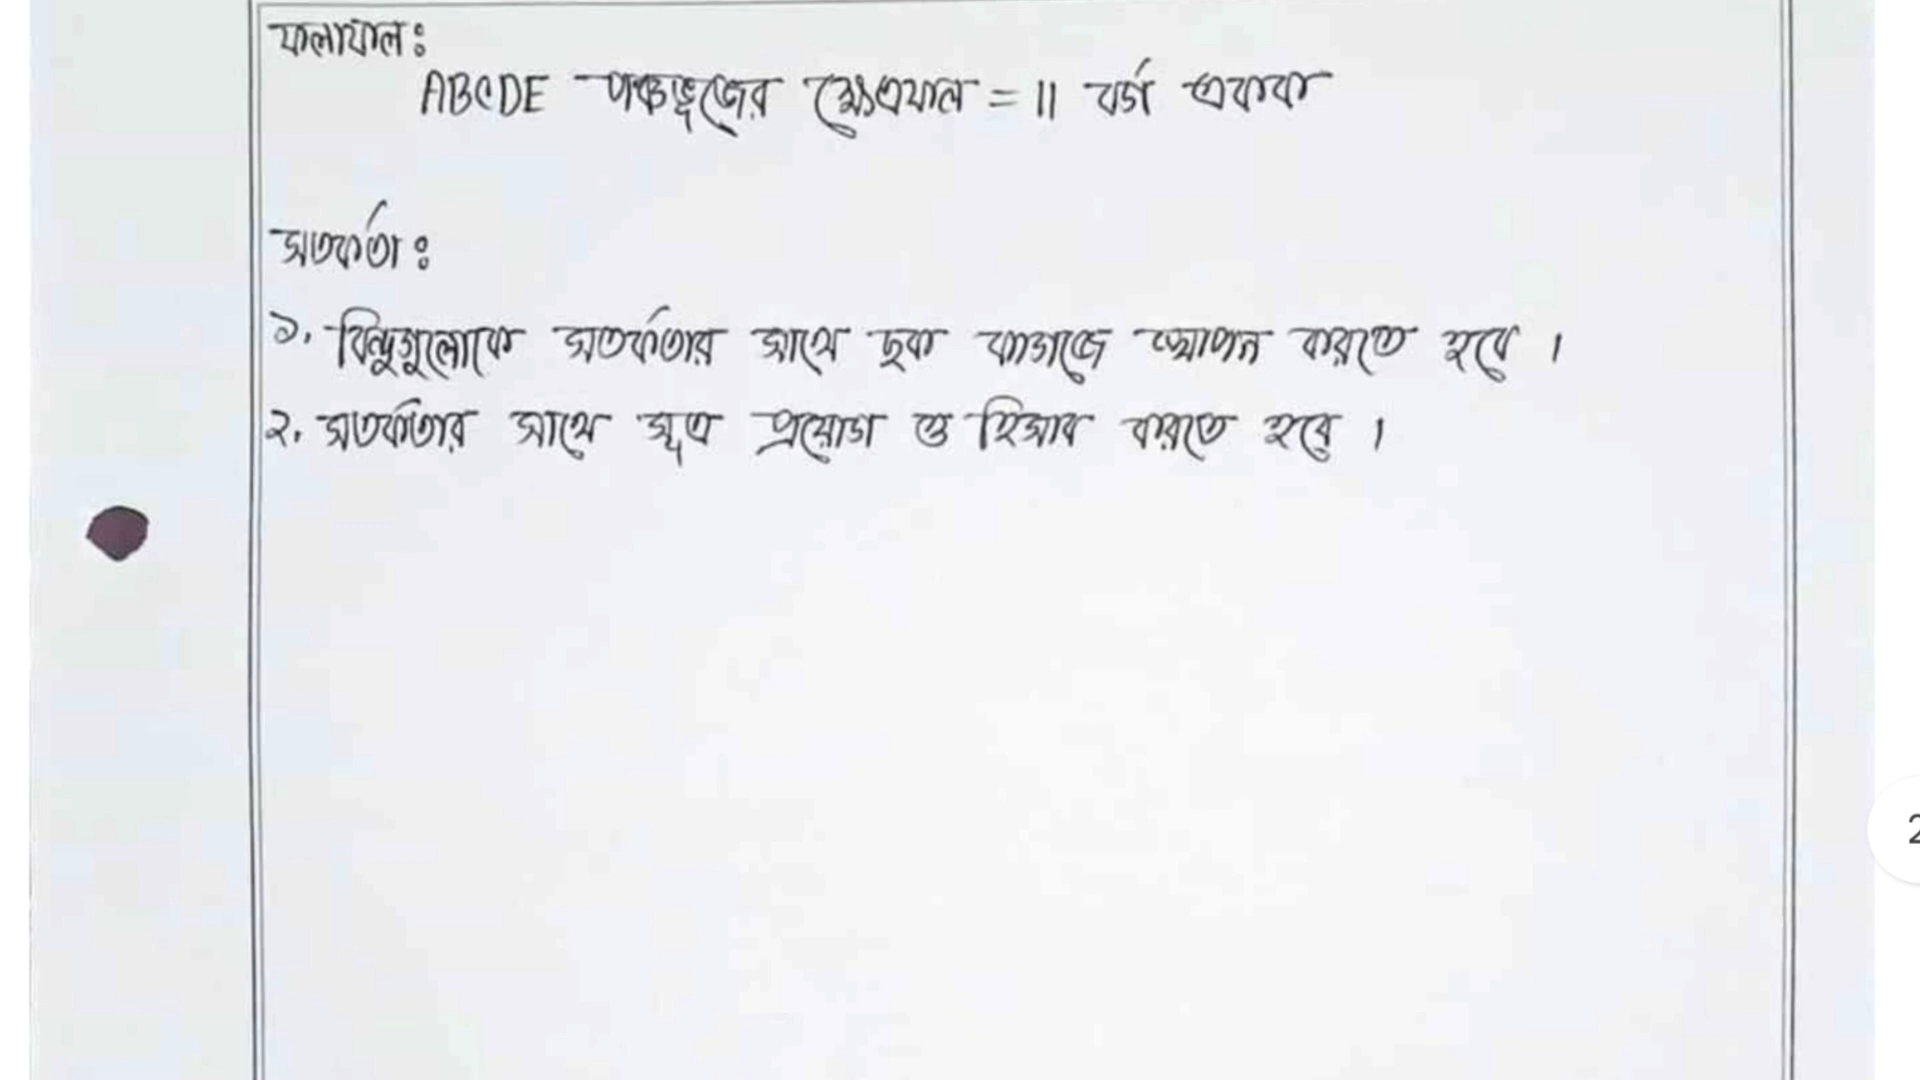 ফলাফল ঃ
ABCDE পঞ্চভূজের ক্ষেত্রফল = 11 বর্গ একক
সতর্কতা ঃ
১. বিন্দুগুলোকে সতর্কতার সাথে ছক কাগজে স্থাপন করতে হবে ।
২. সতর্কতার সাথে সূত্র প্রয়োগ ও হিসাব করতে হবে ।
2